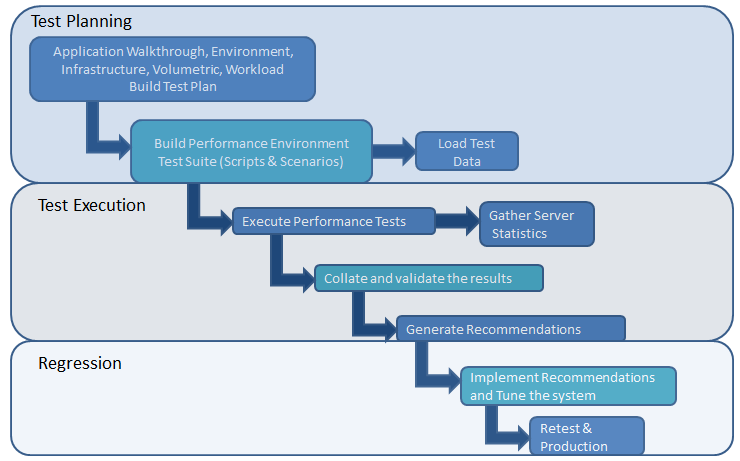 Test Planning
Application Walkthrough, Environment,
Infrastructure, Volumetric, Workload
Build Test Plan
Build Performance Environment
Test Suite (Scripts & Scenarios)
Load Test
Data
Test Execution
Execute Performance Tests
Gather Server
Statistics
Collate and validate the results
Generate Recommendations
Regression
Implement Recommendations
and Tune the system
Retest &
Production